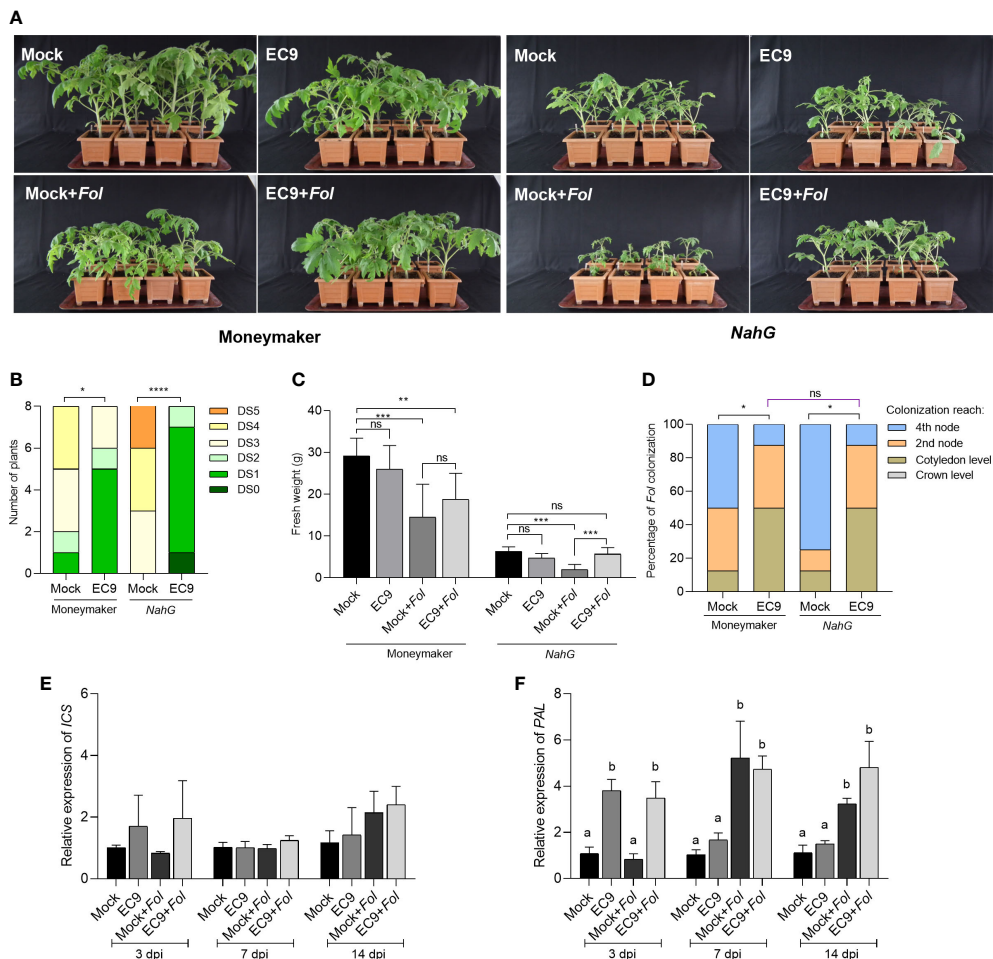 A
Mock
EC9
Mock
EC9
Mock+Fol
EC9+Fol
Mock+Fol
EC9+Fol
Moneymaker
NahG
B
Number of plants
8
6
4
2
0
*
****
Mock
EC9
Mock
EC9
Moneymaker
NahG
DS5
DS4
DS3
DS2
DS1
DS0
C
Fresh weight (g)
40
30
20
10
0
**
***
ns
ns
ns
***
ns
***
Mock
EC9
Mock+Fol
EC9+Fol
Mock
EC9
Mock+Fol
EC9+Fol
Moneymaker
NahG
D
Percentage of Fol colonization
100
80
60
40
20
0
ns
*
*
Mock
EC9
Mock
EC9
Moneymaker
NahG
Colonization reach:
4th node
2nd node
Cotyledon level
Crown level
E
Relative expression of ICS
6
4
2
0
Mock
EC9
Mock+Fol
EC9+Fol
Mock
EC9
Mock+Fol
EC9+Fol
Mock
EC9
Mock+Fol
EC9+Fol
3 dpi
7 dpi
14 dpi
F
Relative expression of PAL
8
6
4
2
0
a
b
a
b
a
a
b
b
a
a
b
b
Mock
EC9
Mock+Fol
EC9+Fol
Mock
EC9
Mock+Fol
EC9+Fol
Mock
EC9
Mock+Fol
EC9+Fol
3 dpi
7 dpi
14 dpi